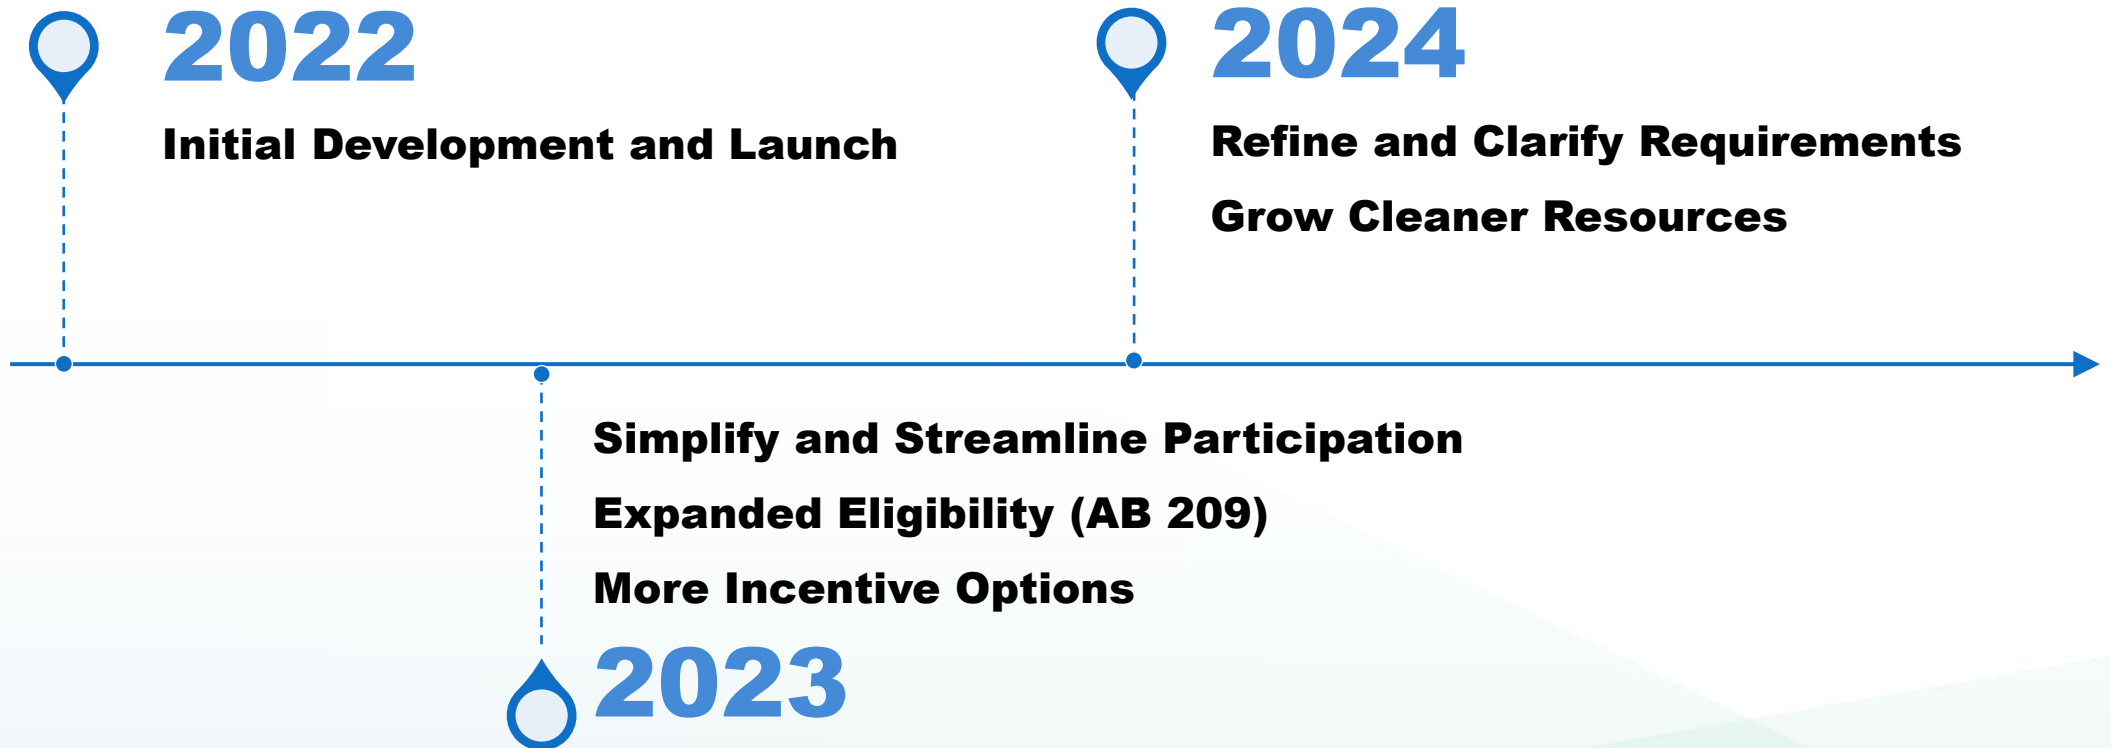 2022
Initial Development and Launch
Simplify and Streamline Participation
Expanded Eligibility (AB 209)
More Incentive Options
2023
2024
Refine and Clarify Requirements
Grow Cleaner Resources